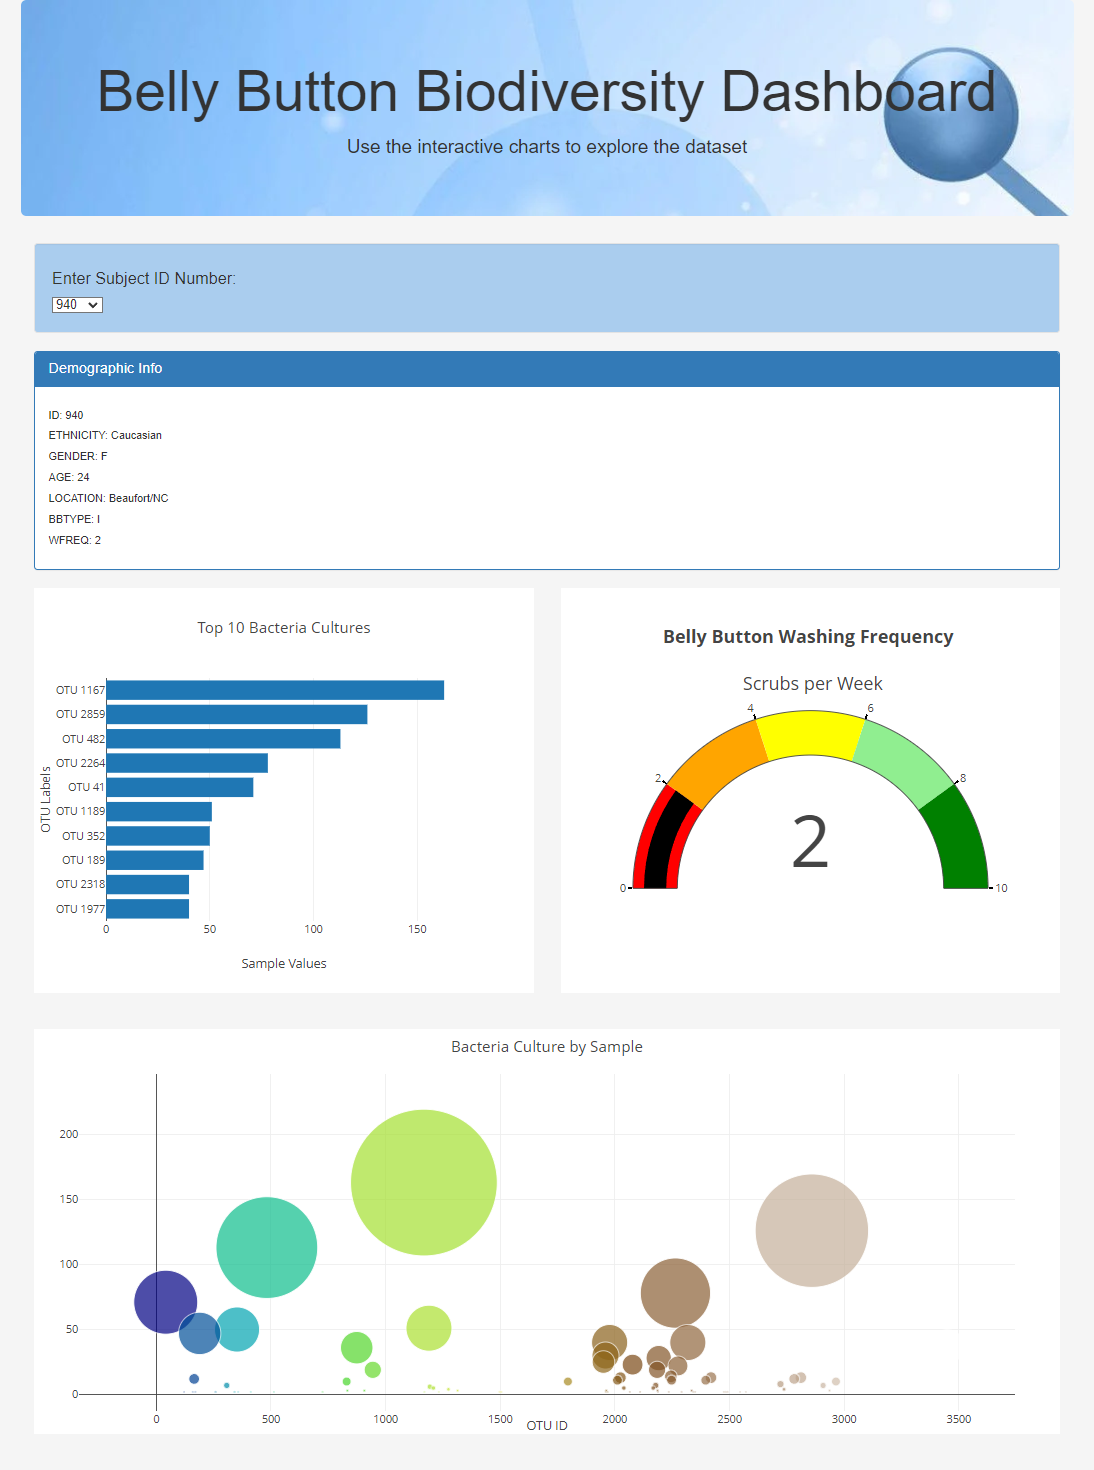 Belly Button Biodiversity Dashboard
Use the interactive charts to explore the dataset
Enter Subject ID Number:
940
Demographic Info
ID: 940
ETHNICITY: Caucasian
GENDER: F
AGE: 24
LOCATION: Beaufort/NC
BBTYPE: I
WFREQ: 2
Top 10 Bacteria Cultures
OTU Labels
OTU 1167
OTU 2859
OTU 482
OTU 2264
OTU 41
OTU 1189
OTU 352
OTU 189
OTU 2318
OTU 1977
0 50 100 150
Sample Values
Belly Button Washing Frequency
Scrubs per Week
0 2 4 6 8 10
2
Bacteria Culture by Sample
200
150
100
50
0
0 500 1000 1500 2000 2500 3000 3500
OTU ID